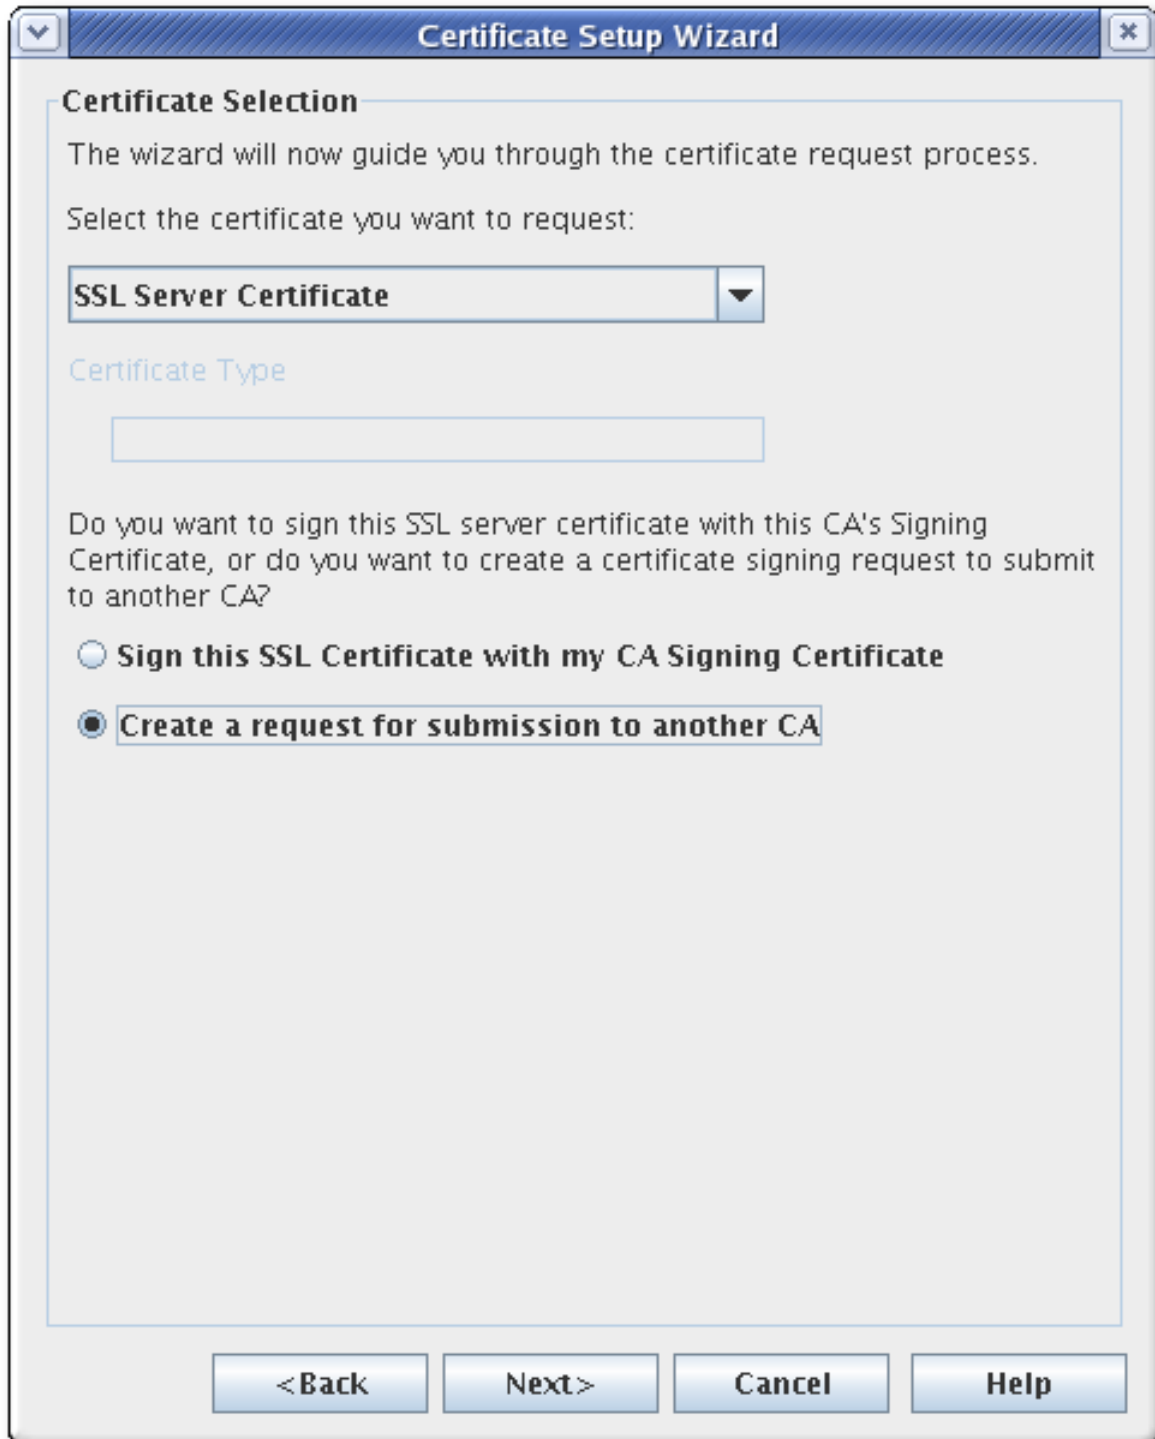 Certificate Setup Wizard
Certificate Selection
The wizard will now guide you through the certificate request process.
Select the certificate you want to request:
SSL Server Certificate
Certificate Type
Do you want to sign this SSL server certificate with this CA's Signing
Certificate, or do you want to create a certificate signing request to submit
to another CA?
Sign this SSL Certificate with my CA Signing Certificate
Create a request for submission to another CA
<Back Next> Cancel Help